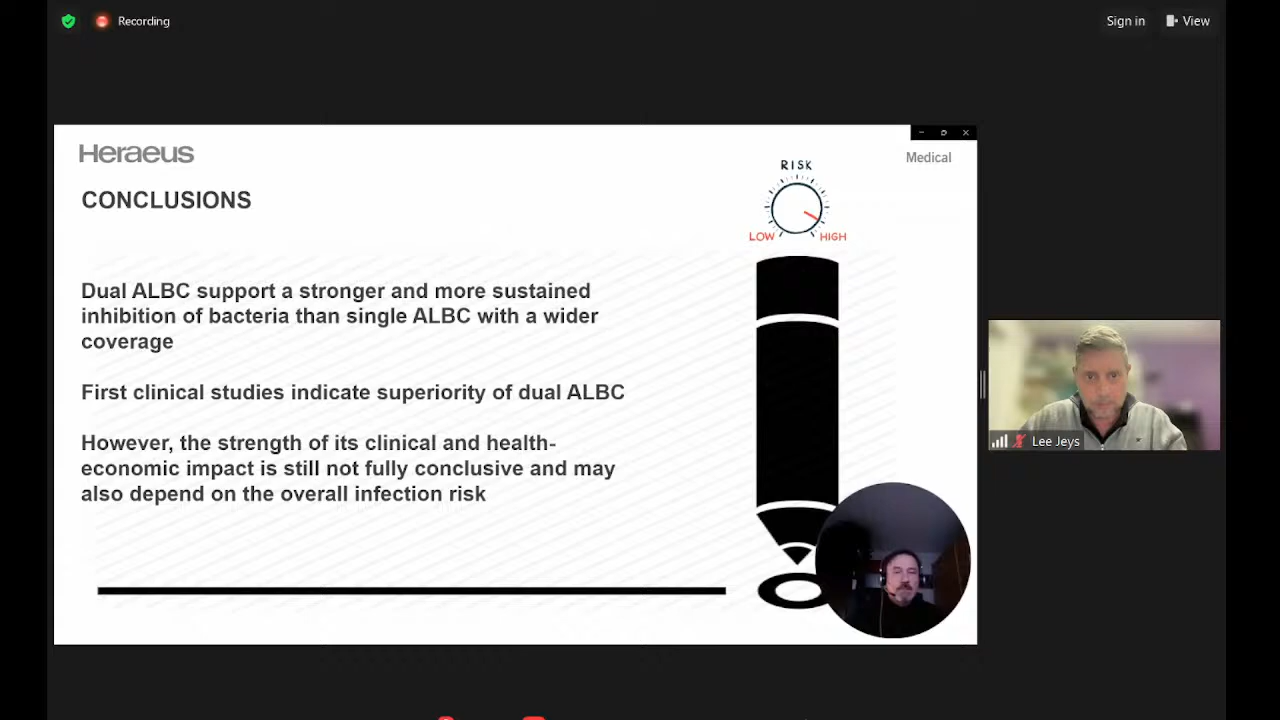 Recording
Sign in
View
Heraeus
Medical
CONCLUSIONS
RISK
LOW
HIGH
Dual ALBC support a stronger and more sustained
inhibition of bacteria than single ALBC with a wider
coverage
First clinical studies indicate superiority of dual ALBC
However, the strength of its clinical and health-
economic impact is still not fully conclusive and may
also depend on the overall infection risk
Lee Jeys